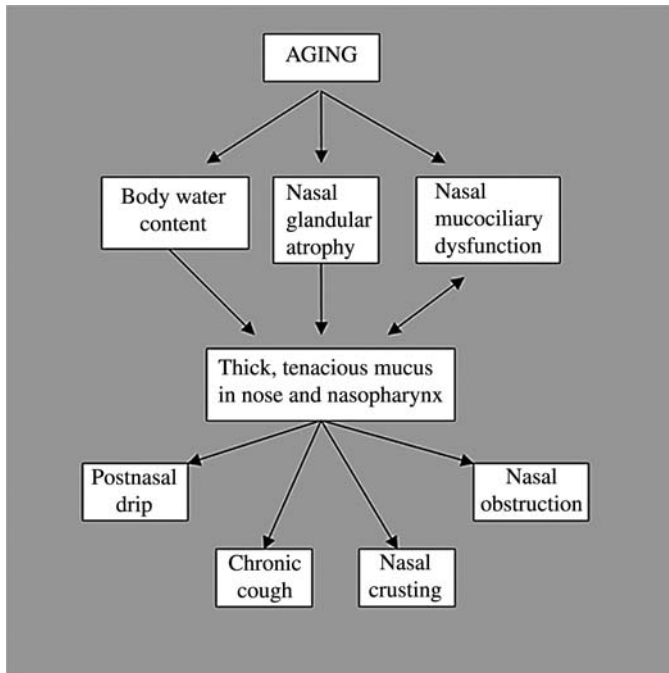 AGING
Body water
content
Nasal
glandular
atrophy
Nasal
mucociliary
dysfunction
Thick, tenacious mucus
in nose and nasopharynx
Postnasal
drip
Chronic
cough
Nasal
crusting
Nasal
obstruction